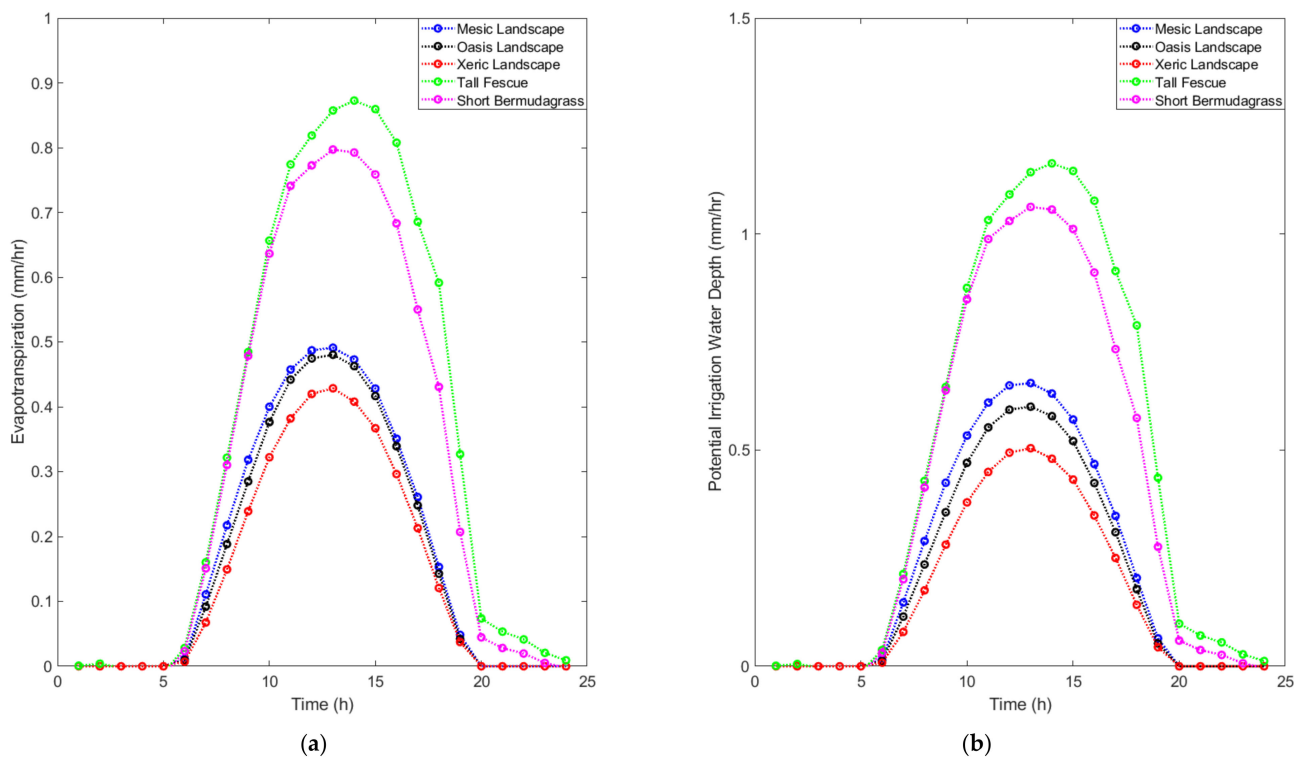 1
0.9
0.8
0.7
0.6
0.5
0.4
0.3
0.2
0.1
0
Evapotranspiration (mm/hr)
Mesic Landscape
Oasis Landscape
Xeric Landscape
Tall Fescue
Short Bermudagrass
0 5 10 15 20 25
Time (h)
(a)
1.5
1
0.5
0
Potential Irrigation Water Depth (mm/hr)
Mesic Landscape
Oasis Landscape
Xeric Landscape
Tall Fescue
Short Bermudagrass
0 5 10 15 20 25
Time (h)
(b)